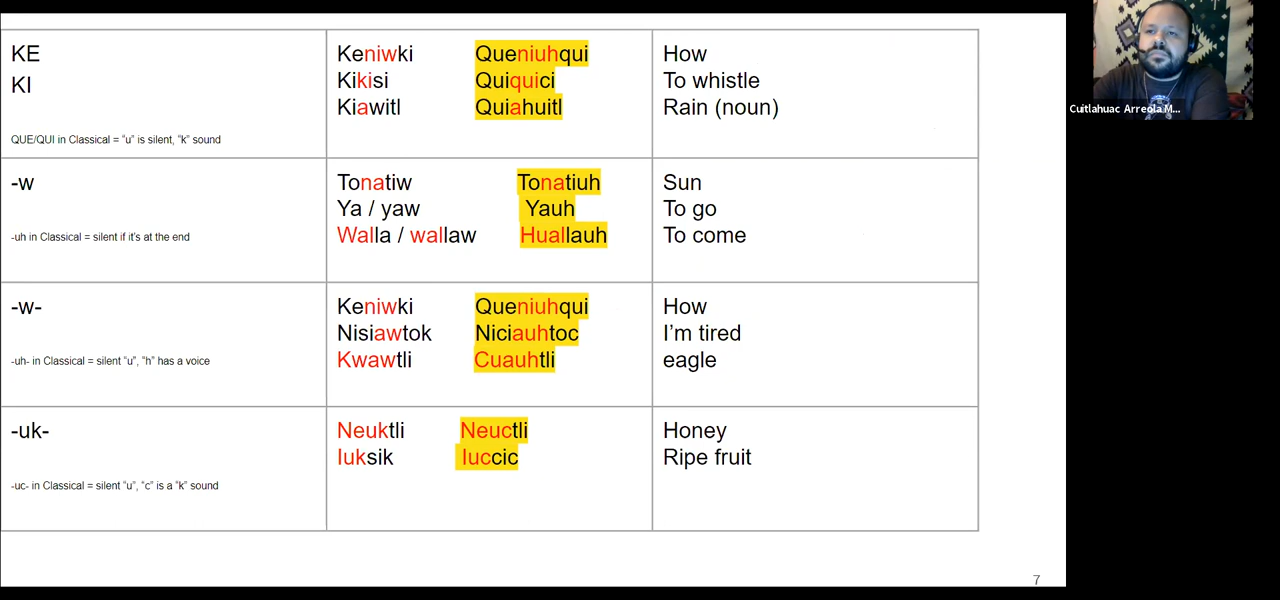 KE
KI
QUE/QUI in Classical = "u" is silent, "k" sound
Keniwki Queniuhqui
Kikisi Quiquici
Kiawitl Quiahuitl
How
To whistle
Rain (noun)
-w
-uh in Classical = silent if it's at the end
Tonatiw Tonatiuh
Ya / yaw Yauh
Walla / wallaw Huallauh
Sun
To go
To come
-w-
-uh- in Classical = silent "u", "h" has a voice
Keniwki Queniuhqui
Nisiawtok Niciauhtoc
Kwawtli Cuauhtli
How
I'm tired
eagle
-uk-
-uc- in Classical = silent "u", "c" is a "k" sound
Neuktli Neuctli
Iuksik Iuccic
Honey
Ripe fruit
7
Cuitlahuac Arreola M...